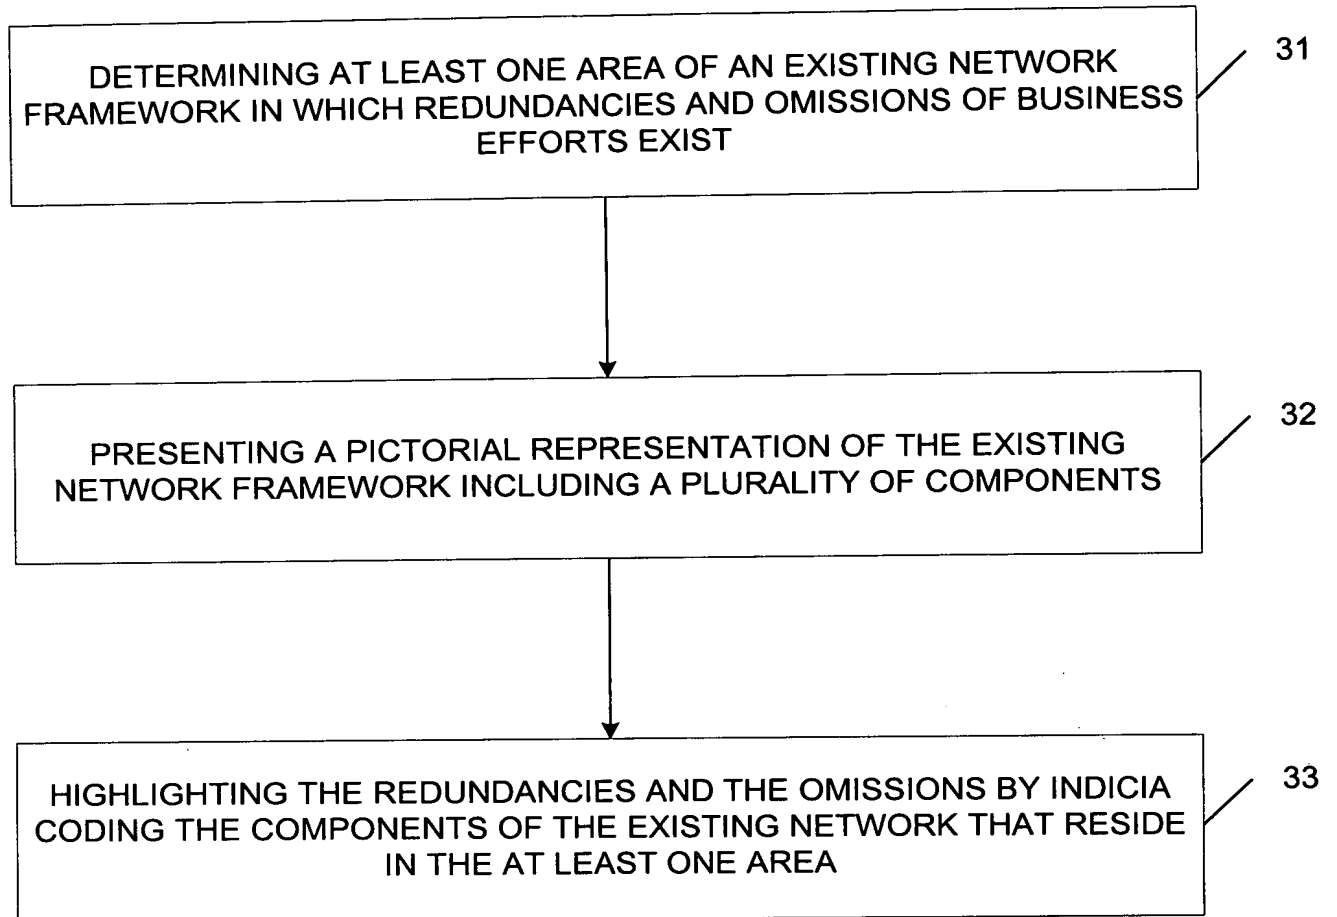 DETERMINING AT LEAST ONE AREA OF AN EXISTING NETWORK
FRAMEWORK IN WHICH REDUNDANCIES AND OMISSIONS OF BUSINESS
EFFORTS EXIST
31
PRESENTING A PICTORIAL REPRESENTATION OF THE EXISTING
NETWORK FRAMEWORK INCLUDING A PLURALITY OF COMPONENTS
32
HIGHLIGHTING THE REDUNDANCIES AND THE OMISSIONS BY INDICIA
CODING THE COMPONENTS OF THE EXISTING NETWORK THAT RESIDE
IN THE AT LEAST ONE AREA
33